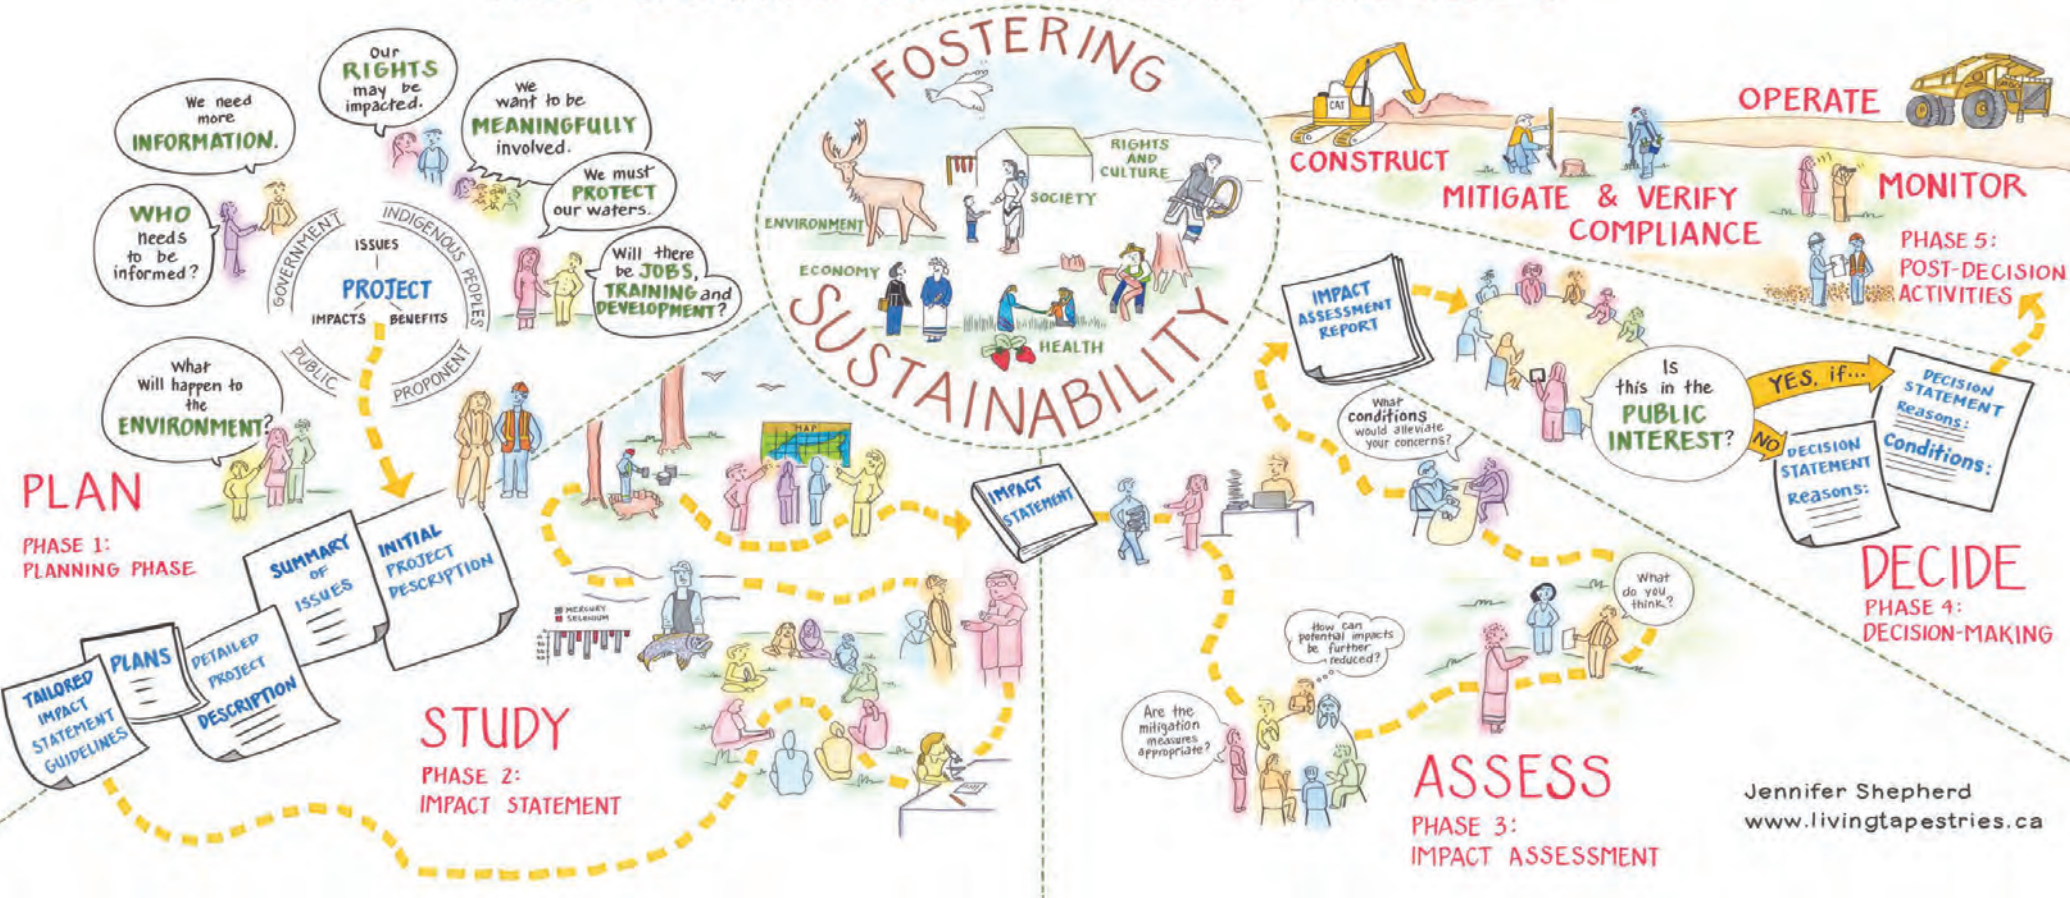 FOSTERING
SUSTAINABILITY
ENVIRONMENT
SOCIETY
RIGHTS
AND
CULTURE
ECONOMY
HEALTH
We need
more
INFORMATION.
Our
RIGHTS
may be
impacted.
We
want to be
MEANINGFULLY
involved.
We must
PROTECT
our waters.
WHO
needs
to be
informed?
Will there
be JOBS,
TRAINING and
DEVELOPMENT?
What
will happen to
the
ENVIRONMENT?
GOVERNMENT
INDIGENOUS PEOPLES
PUBLIC
PROPONENT
ISSUES
PROJECT
IMPACTS
BENEFITS
PLAN
PHASE 1:
PLANNING PHASE
INITIAL
PROJECT
DESCRIPTION
SUMMARY
OF
ISSUES
DETAILED
PROJECT
DESCRIPTION
PLANS
TAILORED
IMPACT
STATEMENT
GUIDELINES
STUDY
PHASE 2:
IMPACT STATEMENT
MAP
MERCURY
SELENIUM
IMPACT
STATEMENT
Are the
mitigation
measures
appropriate?
How can
potential impacts
be further
reduced?
What
do you
think?
What
conditions
would alleviate
your concerns?
ASSESS
PHASE 3:
IMPACT ASSESSMENT
IMPACT
ASSESSMENT
REPORT
Is
this in the
PUBLIC
INTEREST?
YES, if...
NO
DECISION
STATEMENT
Reasons:
Conditions:
DECISION
STATEMENT
Reasons:
DECIDE
PHASE 4:
DECISION-MAKING
CAT
CONSTRUCT
MITIGATE & VERIFY
COMPLIANCE
OPERATE
MONITOR
PHASE 5:
POST-DECISION
ACTIVITIES
Jennifer Shepherd
www.livingtapestries.ca